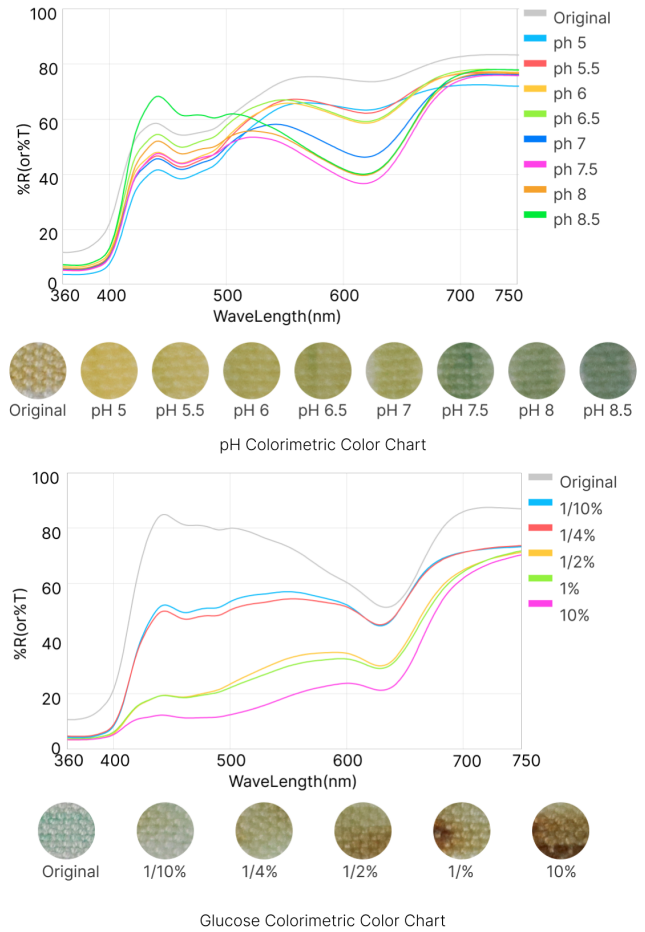 100
80
60
40
20
0
%R(or%T)
360 400 500 600 700 750
WaveLength(nm)
Original
ph 5
ph 5.5
ph 6
ph 6.5
ph 7
ph 7.5
ph 8
ph 8.5
Original pH 5 pH 5.5 pH 6 pH 6.5 pH 7 pH 7.5 pH 8 pH 8.5
pH Colorimetric Color Chart
100
80
60
40
20
0
%R(or%T)
360 400 500 600 700 750
WaveLength(nm)
Original
1/10%
1/4%
1/2%
1%
10%
Original 1/10% 1/4% 1/2% 1/% 10%
Glucose Colorimetric Color Chart